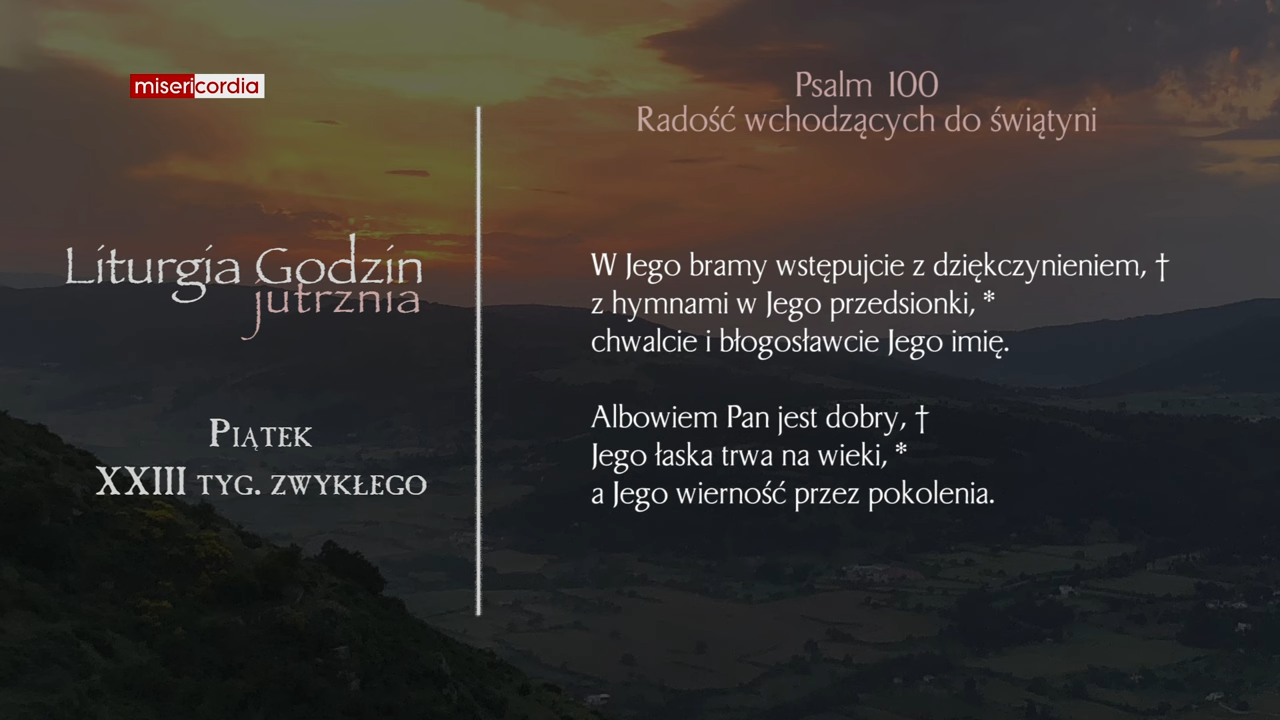 misericordia
Liturgia Godzin
jutrznia
Piątek
XXIII tyg. zwykłego
Psalm 100
Radość wchodzących do świątyni
W Jego bramy wstępujcie z dziękczynieniem, †
z hymnami w Jego przedsionki, *
chwalcie i błogosławcie Jego imię.
Albowiem Pan jest dobry, †
Jego łaska trwa na wieki, *
a Jego wierność przez pokolenia.